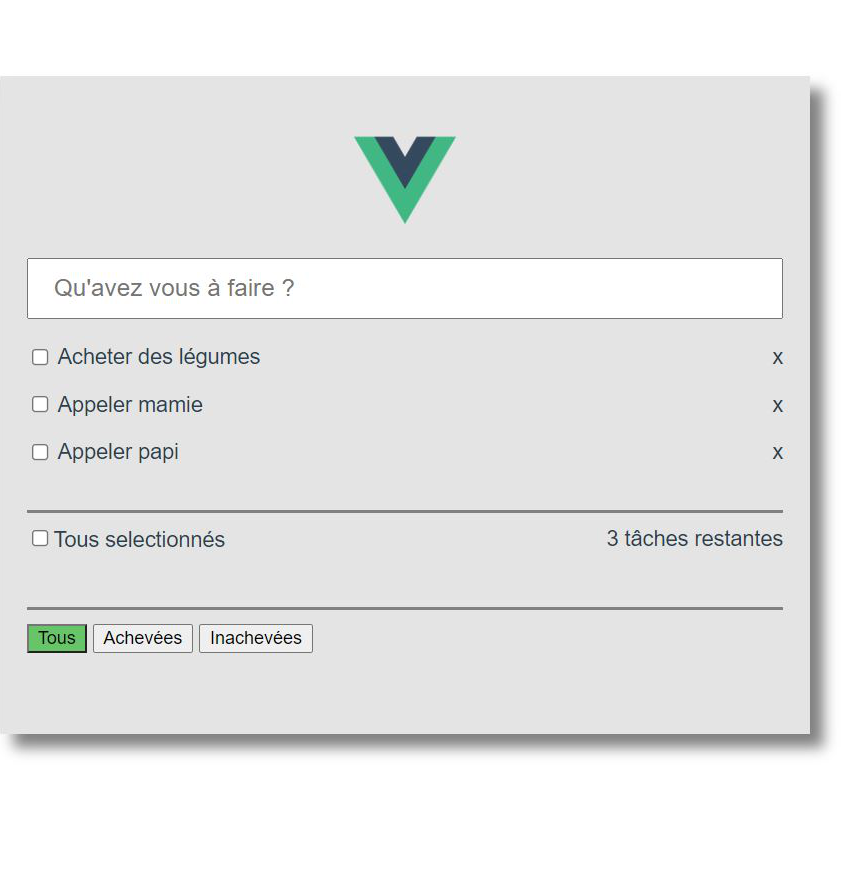 Qu'avez vous à faire ?
Acheter des légumes x
Appeler mamie x
Appeler papi x
Tous selectionnés 3 tâches restantes
Tous Achevées Inachevées